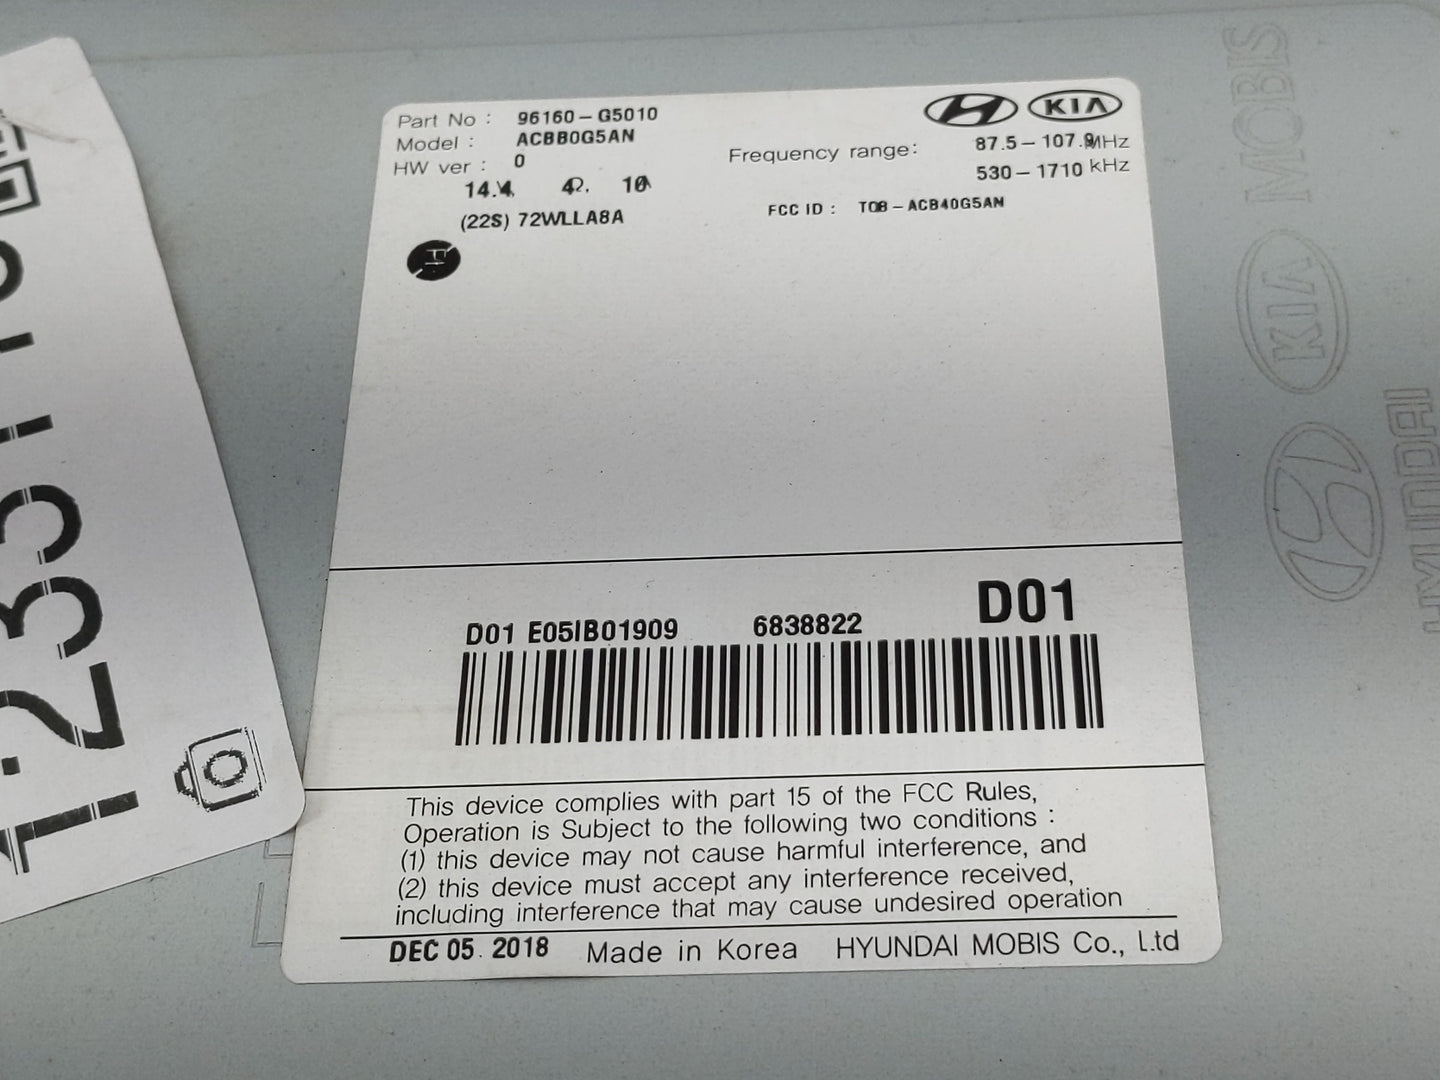 Part No : 96160-G5010
Model : ACBB0G5AN
HW ver : 0
(22S) 72WLLA8A
KIA
Frequency range: 87.5-107.9MHz
530-1710 kHz
FCC ID : TQ8-ACB40G5AN
D01 E05IB01909 6838822 D01
This device complies with part 15 of the FCC Rules,
Operation is Subject to the following two conditions :
(1) this device may not cause harmful interference, and
(2) this device must accept any interference received,
including interference that may cause undesired operation
DEC 05. 2018 Made in Korea HYUNDAI MOBIS Co., Ltd
MOBIS
KIA
HYUNDAI